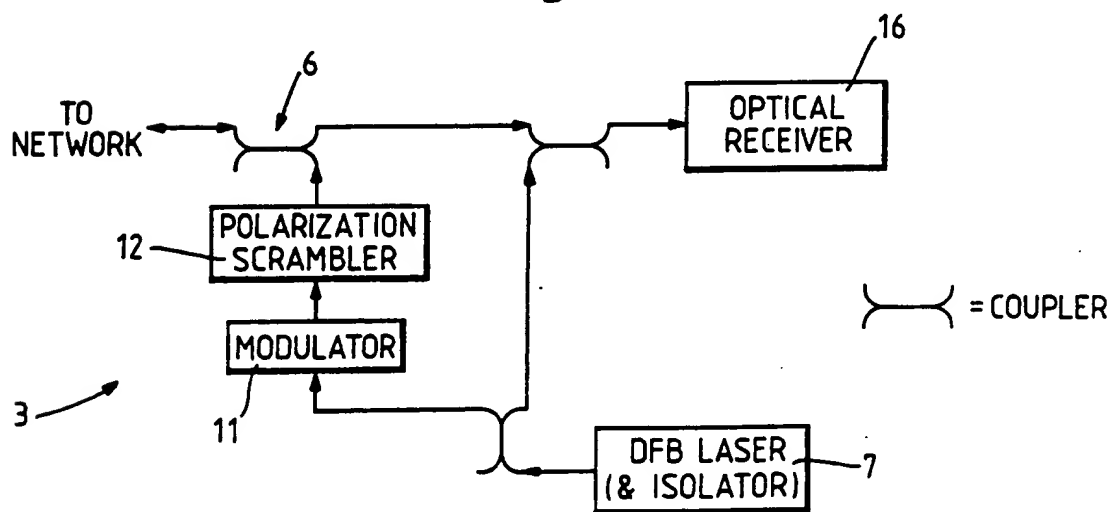 16
6
TO
NETWORK
OPTICAL
RECEIVER
POLARIZATION
SCRAMBLER
12
= COUPLER
MODULATOR
3
11
DFB LASER
(& ISOLATOR)
7